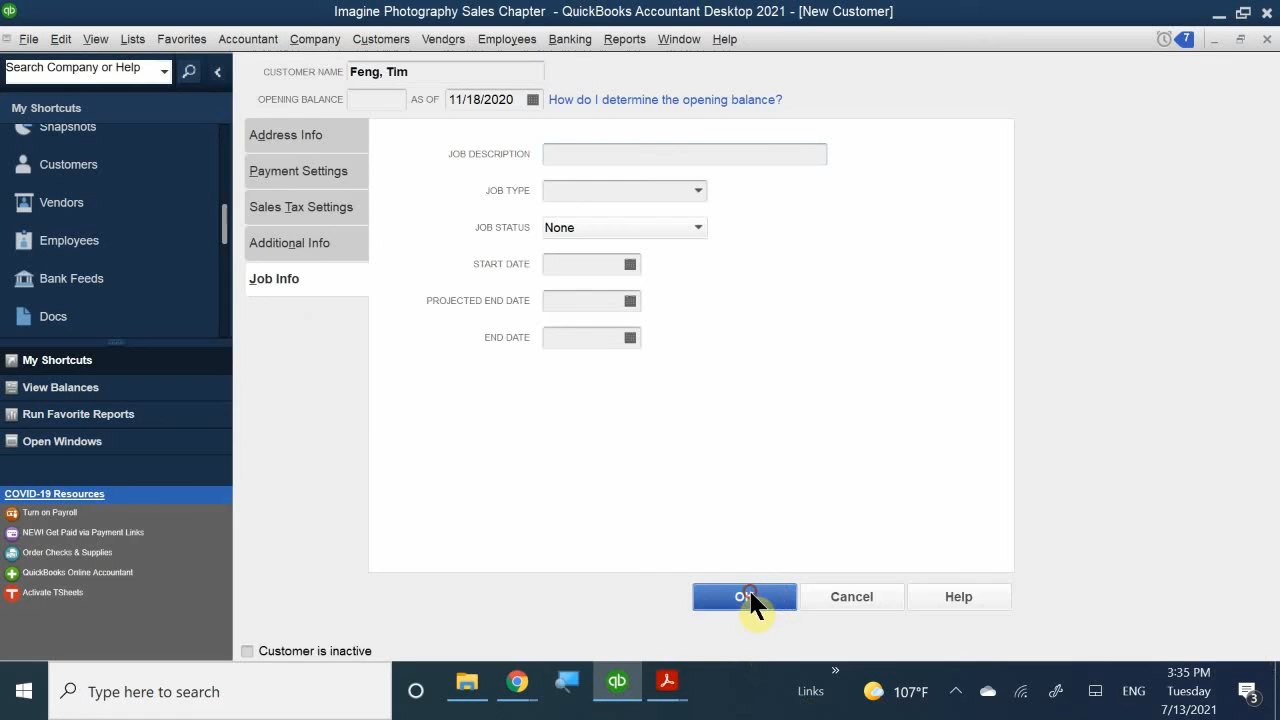 Imagine Photography Sales Chapter - QuickBooks Accountant Desktop 2021 - [New Customer]
File Edit View Lists Favorites Accountant Company Customers Vendors Employees Banking Reports Window Help
7
Search Company or Help
My Shortcuts
Snapshots
Customers
Vendors
Employees
Bank Feeds
Docs
My Shortcuts
View Balances
Run Favorite Reports
Open Windows
COVID-19 Resources
Turn on Payroll
NEW! Get Paid via Payment Links
Order Checks & Supplies
QuickBooks Online Accountant
Activate TSheets
CUSTOMER NAME Feng, Tim
OPENING BALANCE AS OF 11/18/2020 How do I determine the opening balance?
Address Info
Payment Settings
Sales Tax Settings
Additional Info
Job Info
JOB DESCRIPTION
JOB TYPE
JOB STATUS None
START DATE
PROJECTED END DATE
END DATE
OK Cancel Help
Customer is inactive
Type here to search
Links
107°F
ENG
3:35 PM
Tuesday
7/13/2021
3